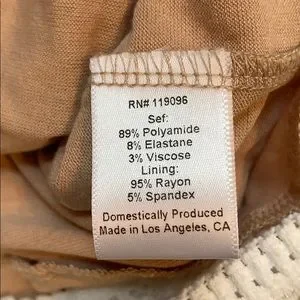 RN# 119096
Sef:
89% Polyamide
8% Elastane
3% Viscose
Lining:
95% Rayon
5% Spandex
Domestically Produced
Made in Los Angeles, CA